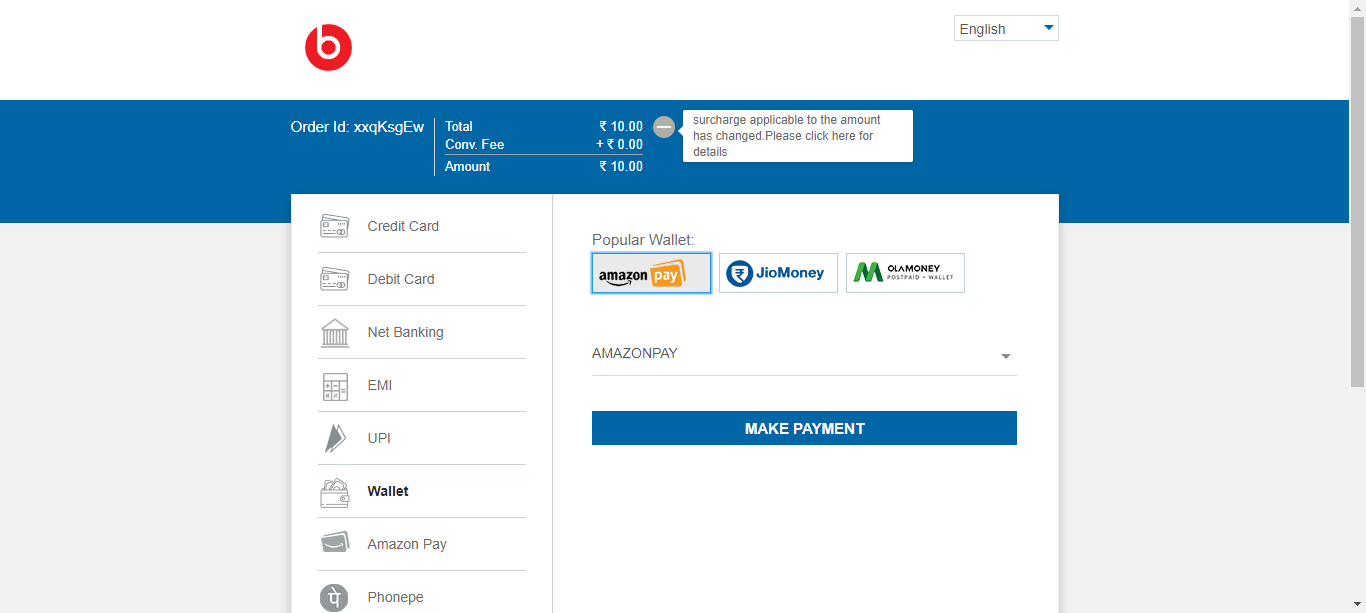 b
English
Order Id: xxqKsgEw
Total ₹ 10.00
Conv. Fee + ₹ 0.00
Amount ₹ 10.00
surcharge applicable to the amount
has changed.Please click here for
details
Credit Card
Debit Card
Net Banking
EMI
UPI
Wallet
Amazon Pay
Phonepe
Popular Wallet:
amazon pay
JioMoney
OLAMONEY
POSTPAID + WALLET
AMAZONPAY
MAKE PAYMENT